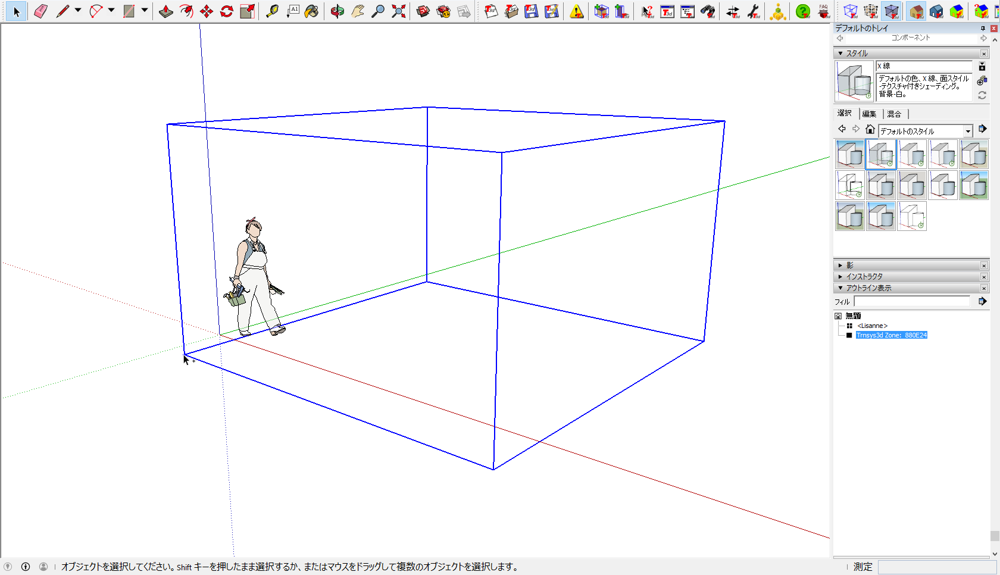 A1
T3d
T3d
T3d
T3d
T3d
FAQ
デフォルトのトレイ
コンポーネント
スタイル
X 線
デフォルトの色、X 線、面スタイル
-テクスチャ付きシェーディング。
背景-白。
選択
編集
混合
デフォルトのスタイル
影
インストラクタ
アウトライン表示
フィル
無題
<Lisanne>
Trnsys3d Zone: 880E24
オブジェクトを選択してください。Shift キーを押したまま選択するか、またはマウスをドラッグして複数のオブジェクトを選択します。
測定